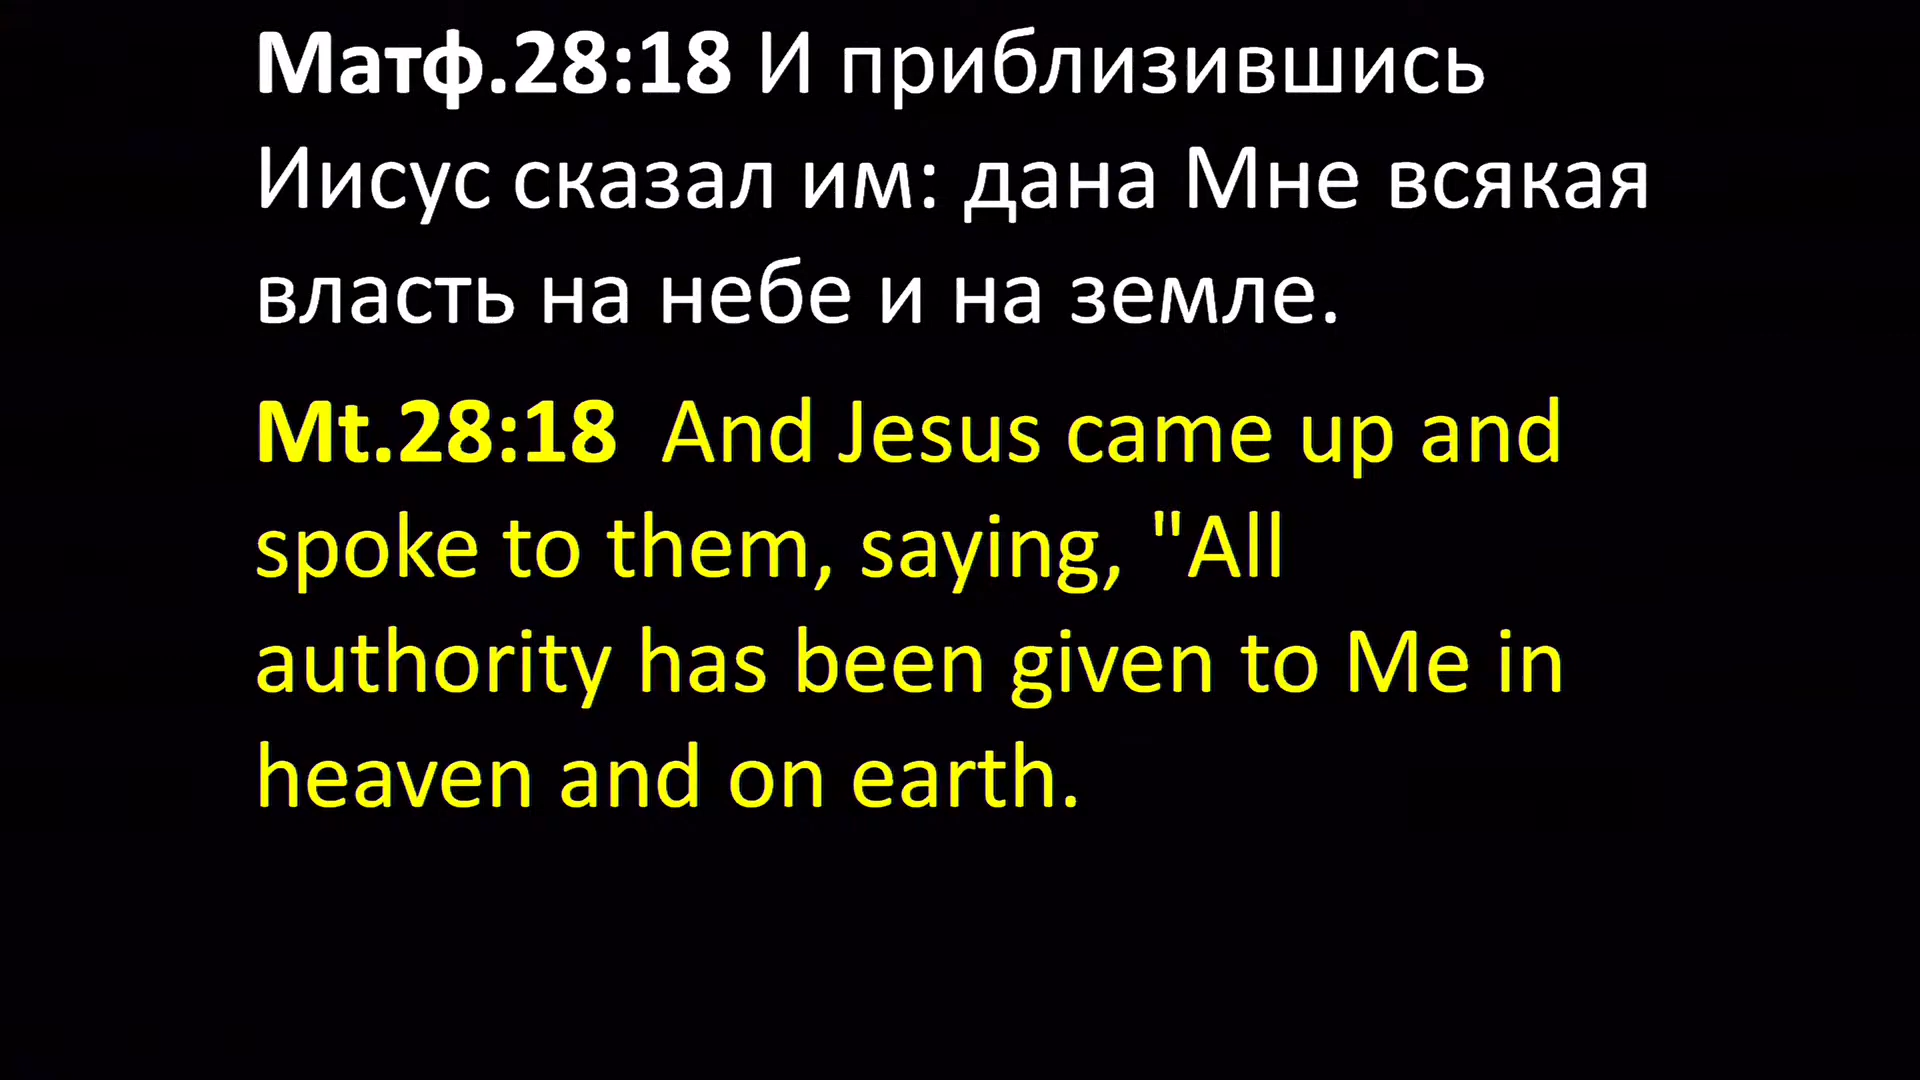 Матф.28:18 И приблизившись
Иисус сказал им: дана Мне всякая
власть на небе и на земле.
Mt.28:18  And Jesus came up and
spoke to them, saying, "All
authority has been given to Me in
heaven and on earth.